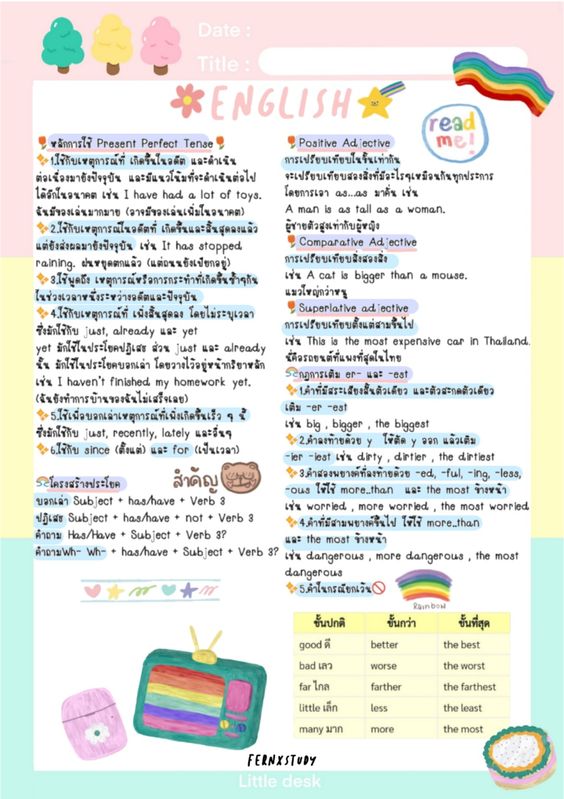 Date :
Title :
ENGLISH
read me!
หลักการใช้ Present Perfect Tense
1.ใช้กับเหตุการณ์ที่ เกิดขึ้นในอดีต และดำเนิน
ต่อเนื่องมายังปัจจุบัน และมีแนวโน้มที่จะดำเนินต่อไป
ได้อีกในอนาคต เช่น I have had a lot of toys.
ฉันมีของเล่นมากมาย (อาจมีของเล่นเพิ่มในอนาคต)
2.ใช้กับเหตุการณ์ในอดีตที่ เกิดขึ้นและสิ้นสุดลงแล้ว
แต่ยังส่งผลมายังปัจจุบัน เช่น It has stopped
raining. ฝนหยุดตกแล้ว (แต่ถนนยังเปียกอยู่)
3.ใช้พูดถึง เหตุการณ์หรือการกระทำที่เกิดขึ้นซ้ำๆกัน
ในช่วงเวลาหนึ่งระหว่างอดีตและปัจจุบัน
4.ใช้กับเหตุการณ์ที่ เพิ่งสิ้นสุดลง โดยไม่ระบุเวลา
ซึ่งมักใช้กับ just, already และ yet
yet มักใช้ในประโยคปฏิเสธ ส่วน just และ already
นั้น มักใช้ในประโยคบอกเล่า โดยวางไว้อยู่หน้ากริยาหลัก
เช่น I haven't finished my homework yet.
(ฉันยังทำการบ้านของฉันไม่เสร็จเลย)
5.ใช้เพื่อบอกเล่าเหตุการณ์ที่เพิ่งเกิดขึ้นเร็ว ๆ นี้
ซึ่งมักใช้กับ just, recently, lately และอื่นๆ
6.ใช้กับ since (ตั้งแต่) และ for (เป็นเวลา)
โครงสร้างประโยค
สำคัญ
บอกเล่า Subject + has/have + Verb 3
ปฏิเสธ Subject + has/have + not + Verb 3
คำถาม Has/Have + Subject + Verb 3?
คำถามWh- Wh- + has/have + Subject + Verb 3?
Positive Adjective
การเปรียบเทียบในขั้นเท่ากัน
จะเปรียบเทียบสองสิ่งที่มีอะไรๆเหมือนกันทุกประการ
โดยการเอา as...as มาคั่น เช่น
A man is as tall as a woman.
ผู้ชายตัวสูงเท่ากับผู้หญิง
Comparative Adjective
การเปรียบเทียบสิ่งสองสิ่ง
เช่น A cat is bigger than a mouse.
แมวใหญ่กว่าหนู
Superlative adjective
การเปรียบเทียบตั้งแต่สามขึ้นไป
เช่น This is the most expensive car in Thailand.
นี่คือรถยนต์ที่แพงที่สุดในไทย
กฎการเติม er- และ -est
1.คำที่มีสระเสียงสั้นตัวเดียว และตัวสะกดตัวเดียว
เติม -er -est
เช่น big , bigger , the biggest
2.คำลงท้ายด้วย y ให้ตัด y ออก แล้วเติม
-ier -iest เช่น dirty , dirtier , the dirtiest
3.คำสองพยางค์ที่ลงท้ายด้วย -ed, -ful, -ing, -less,
-ous ให้ใช้ more...than และ the most ข้างหน้า
เช่น worried , more worried , the most worried
4.คำที่มีสามพยางค์ขึ้นไป ให้ใช้ more...than
และ the most ข้างหน้า
เช่น dangerous , more dangerous , the most
dangerous
5.คำในกรณียกเว้น
RainBow
ขั้นปกติ ขั้นกว่า ขั้นที่สุด
good ดี better the best
bad เลว worse the worst
far ไกล farther the farthest
little เล็ก less the least
many มาก more the most
FERNXSTUDY
Little desk